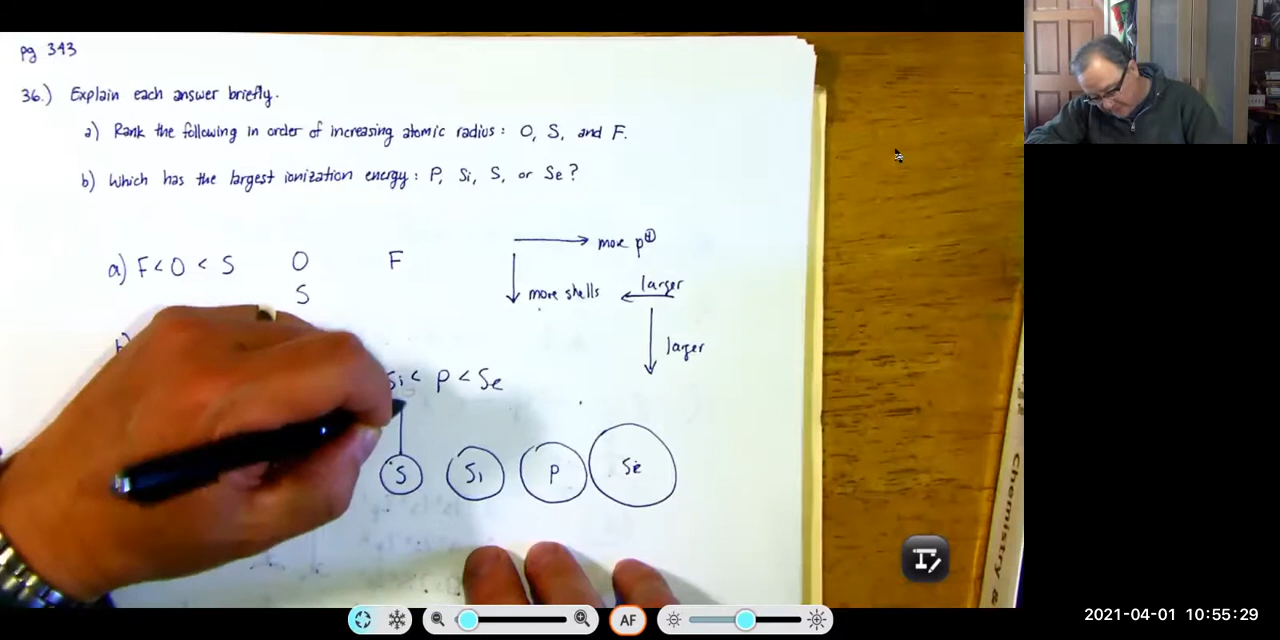 pg 343
36.) Explain each answer briefly.
a) Rank the following in order of increasing atomic radius: O, S, and F.
b) Which has the largest ionization energy: P, Si, S, or Se?
a) F < O < S
O F
S
more p⊕
more shells
larger
larger
Si < P < Se
S Si P Se
Chemistry &
AF
2021-04-01 10:55:29